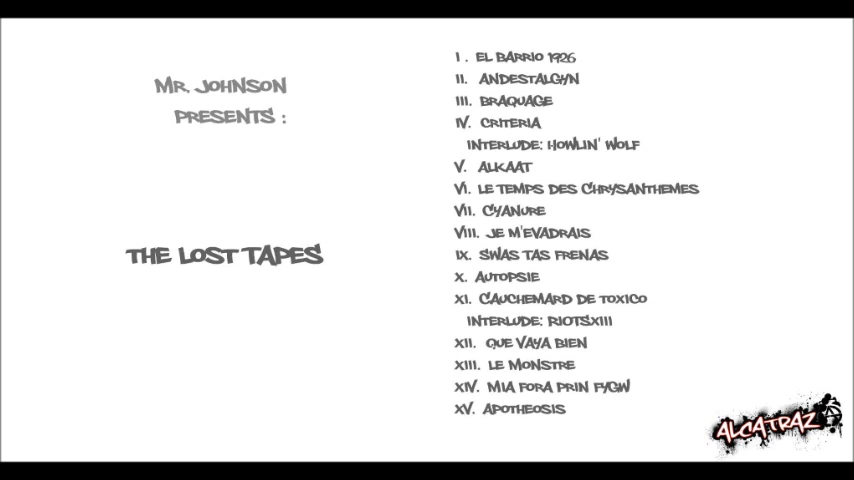 MR. JOHNSON
PRESENTS :
THE LOST TAPES
I . EL BARRIO 1926
II. ANDESTALGYN
III. BRAQUAGE
IV. CRITERIA
INTERLUDE: HOWLIN' WOLF
V. ALKAAT
VI. LE TEMPS DES CHRYSANTHEMES
VII. CYANURE
VIII. JE M'EVADRAIS
IX. SWAS TAS FRENAS
X. AUTOPSIE
XI. CAUCHEMARD DE TOXICO
INTERLUDE: RIOTSXIII
XII. QUE VAYA BIEN
XIII. LE MONSTRE
XIV. MIA FORA PRIN FYGW
XV. APOTHEOSIS
ALCATRAZ